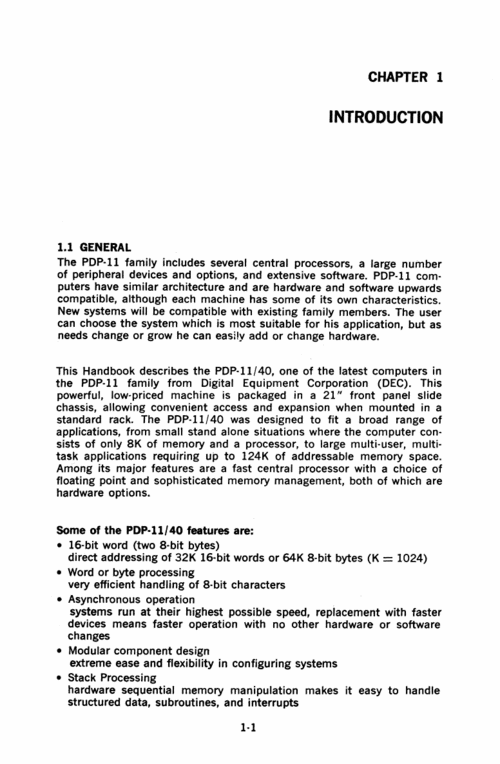 CHAPTER 1
INTRODUCTION
1.1 GENERAL
The PDP-11 family includes several central processors, a large number
of peripheral devices and options, and extensive software. PDP-11 com-
puters have similar architecture and are hardware and software upwards
compatible, although each machine has some of its own characteristics.
New systems will be compatible with existing family members. The user
can choose the system which is most suitable for his application, but as
needs change or grow he can easily add or change hardware.
This Handbook describes the PDP-11/40, one of the latest computers in
the PDP-11 family from Digital Equipment Corporation (DEC). This
powerful, low-priced machine is packaged in a 21" front panel slide
chassis, allowing convenient access and expansion when mounted in a
standard rack. The PDP-11/40 was designed to fit a broad range of
applications, from small stand alone situations where the computer con-
sists of only 8K of memory and a processor, to large multi-user, multi-
task applications requiring up to 124K of addressable memory space.
Among its major features are a fast central processor with a choice of
floating point and sophisticated memory management, both of which are
hardware options.
Some of the PDP-11/40 features are:
• 16-bit word (two 8-bit bytes)
direct addressing of 32K 16-bit words or 64K 8-bit bytes (K = 1024)
• Word or byte processing
very efficient handling of 8-bit characters
• Asynchronous operation
systems run at their highest possible speed, replacement with faster
devices means faster operation with no other hardware or software
changes
• Modular component design
extreme ease and flexibility in configuring systems
• Stack Processing
hardware sequential memory manipulation makes it easy to handle
structured data, subroutines, and interrupts
1-1